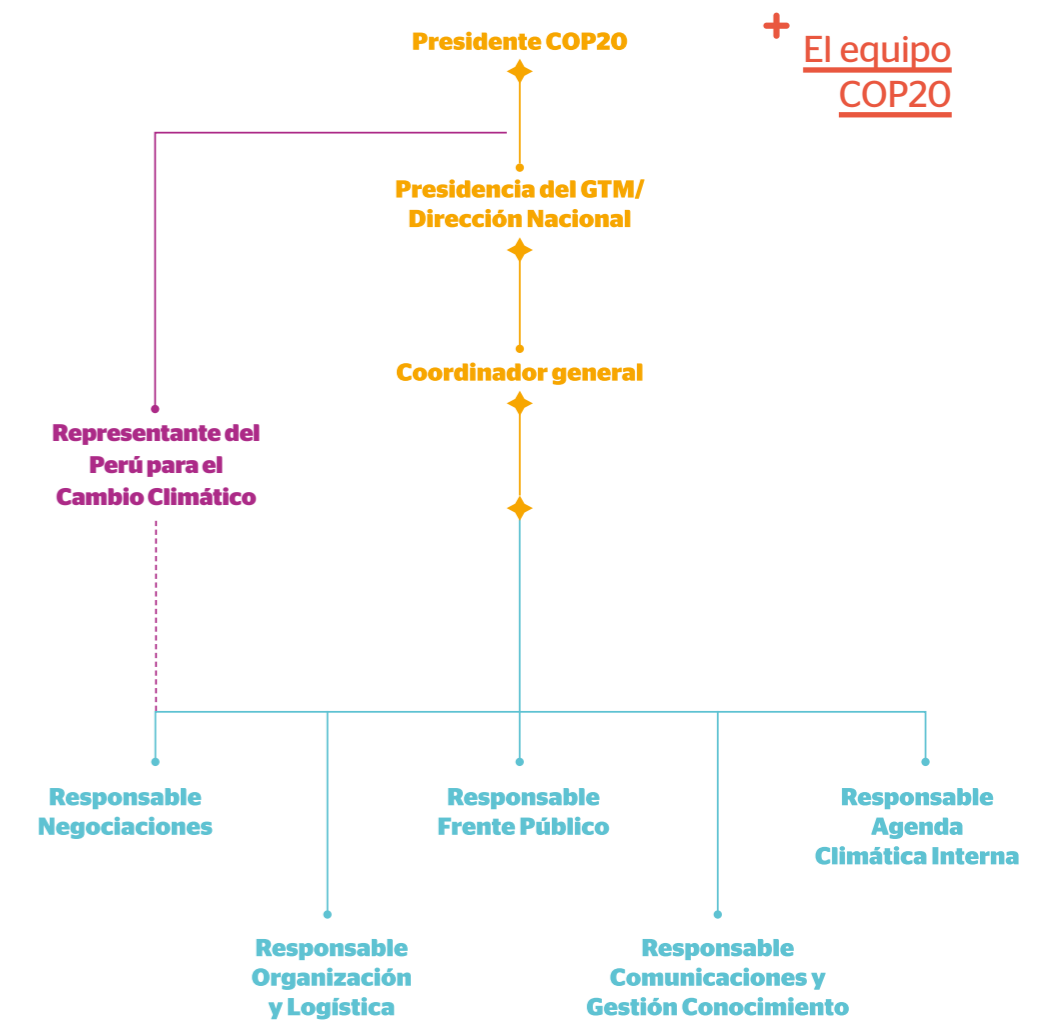 Presidente COP20
+ El equipo
COP20
Presidencia del GTM/
Dirección Nacional
Coordinador general
Representante del
Perú para el
Cambio Climático
Responsable
Negociaciones
Responsable
Frente Público
Responsable
Agenda
Climática Interna
Responsable
Organización
y Logística
Responsable
Comunicaciones y
Gestión Conocimiento